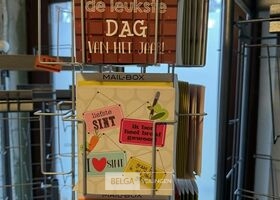 de leukste
DAG
VAN HET JAAR!
MAIL-BOX
liefste
SINT
ik ben
heel braaf
geweest
I SINT
BELGA
MAIL-BOX